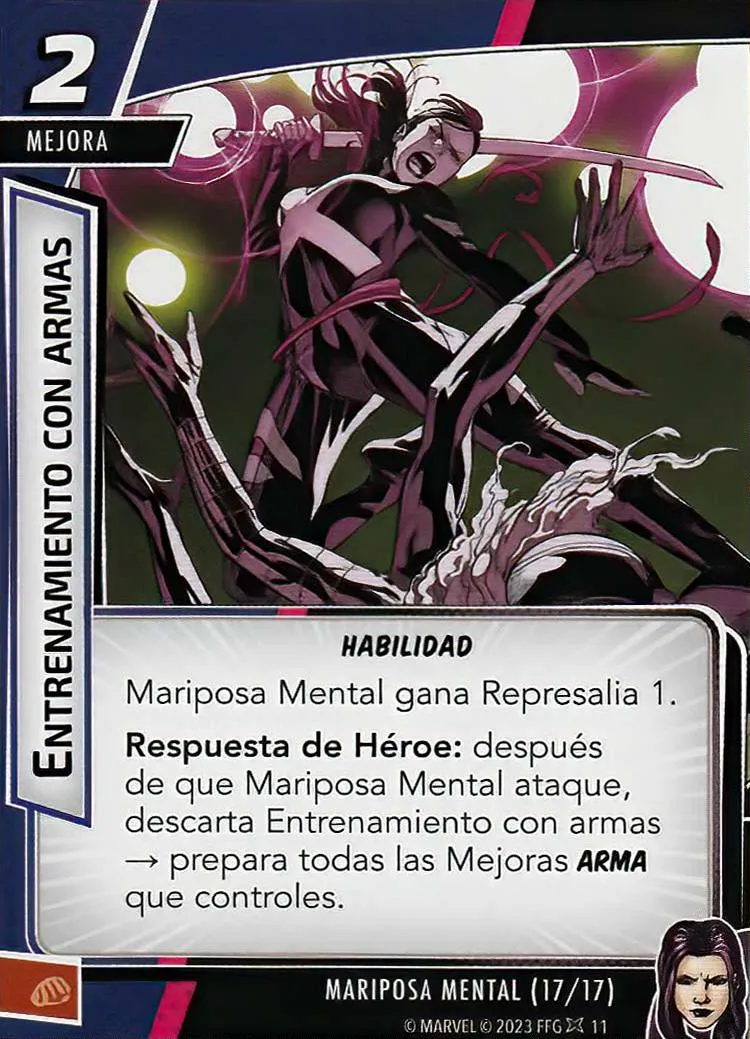 2
MEJORA
ENTRENAMIENTO CON ARMAS
HABILIDAD
Mariposa Mental gana Represalia 1.
Respuesta de Héroe: después
de que Mariposa Mental ataque,
descarta Entrenamiento con armas
→ prepara todas las Mejoras ARMA
que controles.
MARIPOSA MENTAL (17/17)
© MARVEL © 2023 FFG 11